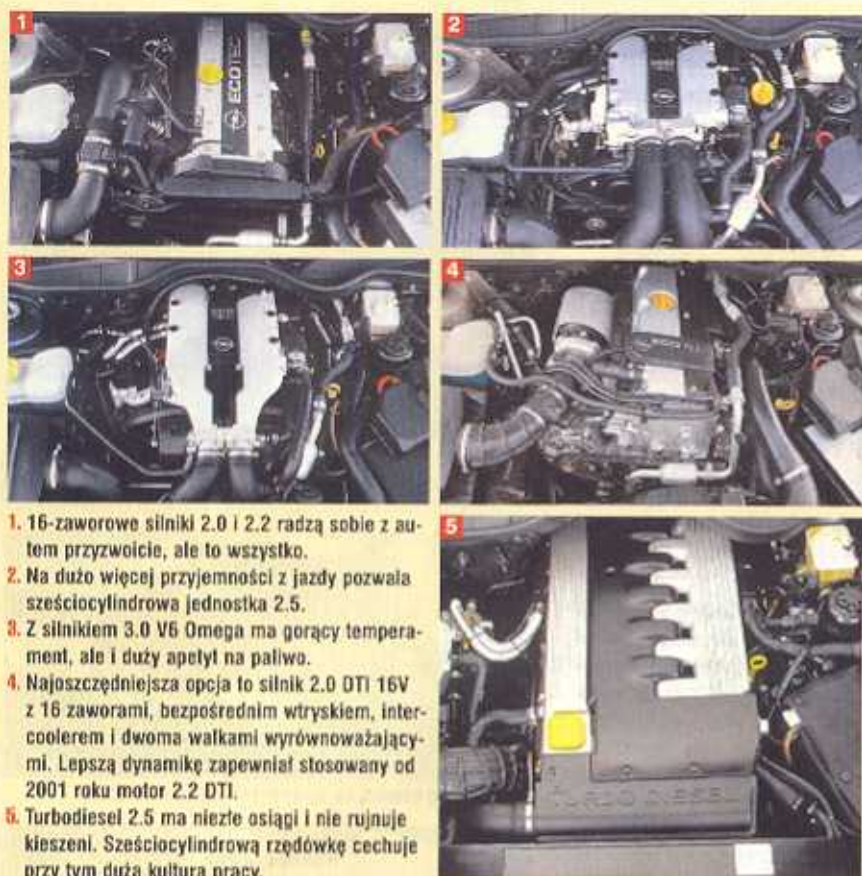 1
ECOTEC
2
3
4
5
TURBO DIESEL
1. 16-zaworowe silniki 2.0 i 2.2 radzą sobie z au-
tem przyzwoicie, ale to wszystko.
2. Na dużo więcej przyjemności z jazdy pozwala
sześciocylindrowa jednostka 2.5.
3. Z silnikiem 3.0 V6 Omega ma gorący tempera-
ment, ale i duży apetyt na paliwo.
4. Najoszczędniejsza opcja to silnik 2.0 DTI 16V
z 16 zaworami, bezpośrednim wtryskiem, inter-
coolerem i dwoma wałkami wyrównoważający-
mi. Lepszą dynamikę zapewniał stosowany od
2001 roku motor 2.2 DTI.
5. Turbodiesel 2.5 ma niezłe osiągi i nie rujnuje
kieszeni. Sześciocylindrową rzędówkę cechuje
przy tym duża kultura pracy.